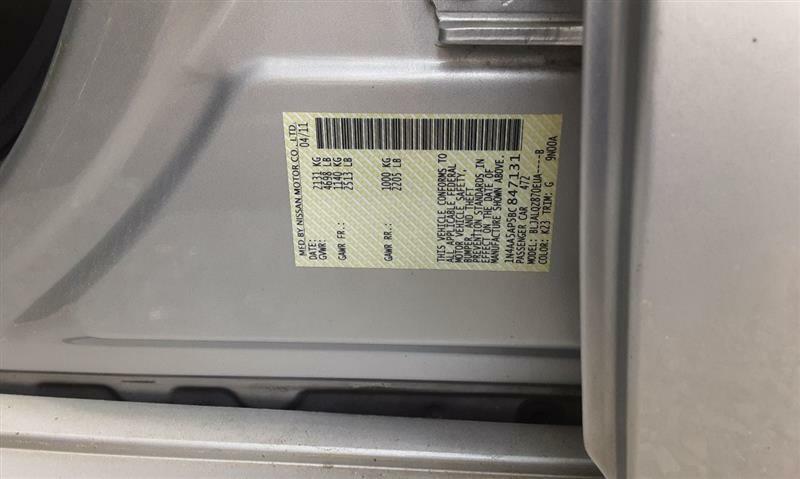 MFD BY NISSAN MOTOR CO.,LTD.
DATE: 04/11
GVWR: 2131 KG
4698 LB
GAWR FR: 1140 KG
2513 LB
GAWR RR: 1000 KG
2205 LB
THIS VEHICLE CONFORMS TO
ALL APPLICABLE FEDERAL
MOTOR VEHICLE SAFETY,
BUMPER, AND THEFT
PREVENTION STANDARDS IN
EFFECT ON THE DATE OF
MANUFACTURE SHOWN ABOVE.
1N4AA5AP5BC847131
PASSENGER CAR 472
MODEL: BLJALQZ870EUA----B
COLOR: K23 TRIM: G 9N00A